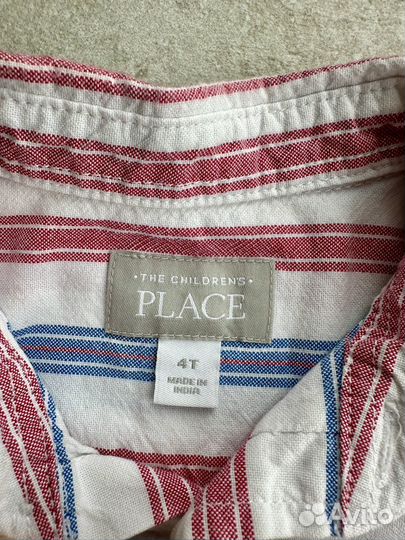 · THE CHILDREN'S ·
PLACE
4T
MADE IN
INDIA
Avito